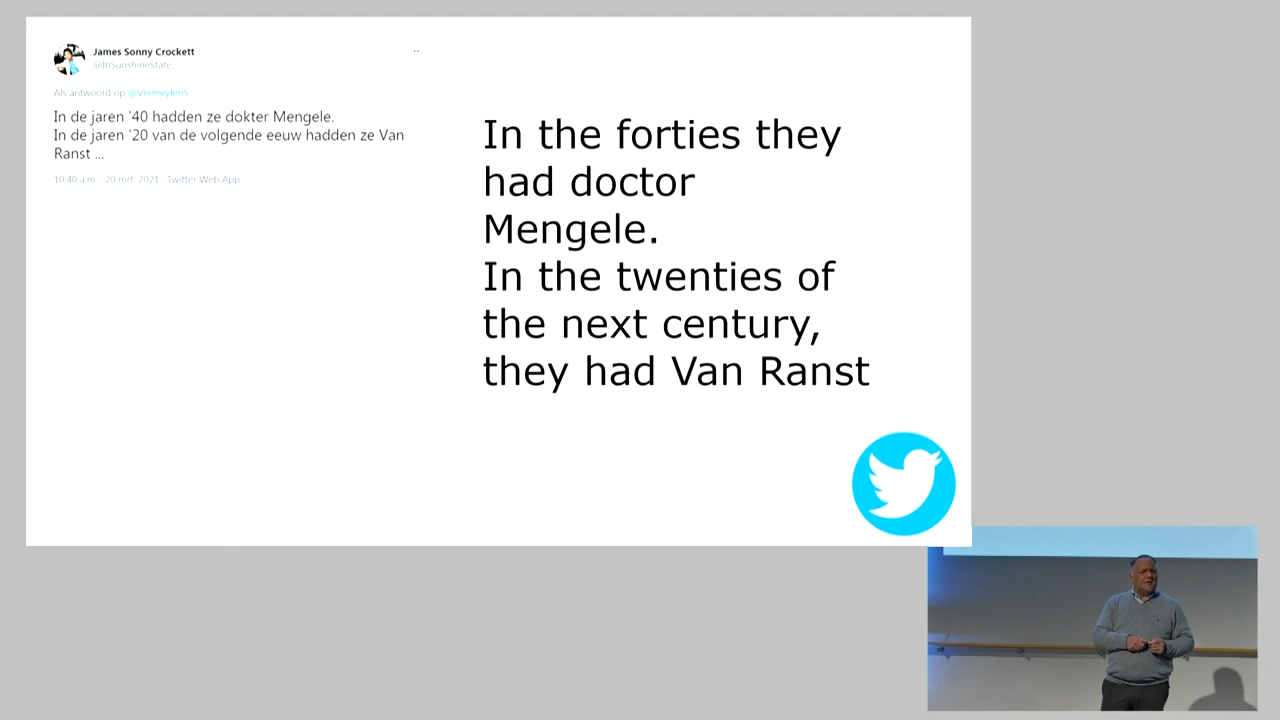 James Sonny Crockett
@InSunshineState
Als antwoord op @VermeylenS
In de jaren '40 hadden ze dokter Mengele.
In de jaren '20 van de volgende eeuw hadden ze Van
Ranst ...
10:40 a.m. · 20 mrt. 2021 · Twitter Web App
In the forties they
had doctor
Mengele.
In the twenties of
the next century,
they had Van Ranst